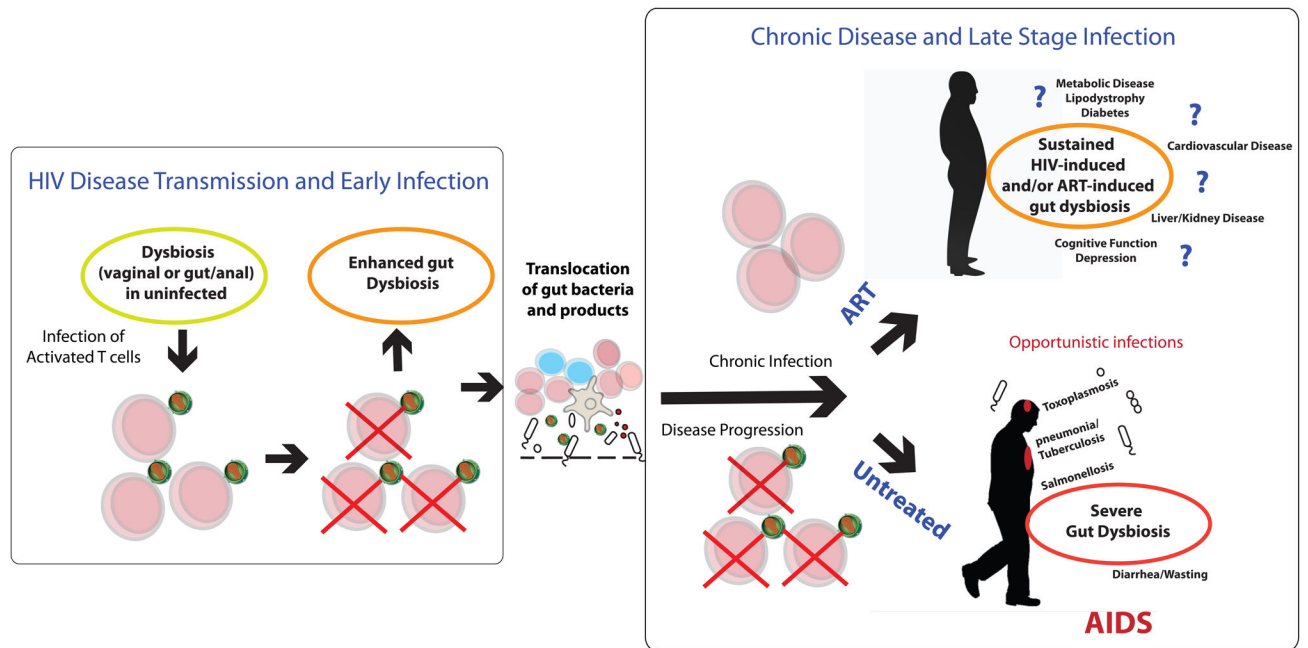 HIV Disease Transmission and Early Infection
Dysbiosis
(vaginal or gut/anal)
in uninfected
Enhanced gut
Dysbiosis
Infection of
Activated T cells
Translocation
of gut bacteria
and products
Chronic Disease and Late Stage Infection
Chronic Infection
Disease Progression
ART
Untreated
?
Metabolic Disease
Lipodystrophy
Diabetes
?
Cardiovascular Disease
Sustained
HIV-induced
and/or ART-induced
gut dysbiosis
?
Liver/Kidney Disease
Cognitive Function
Depression
?
Opportunistic infections
Toxoplasmosis
pneumonia/
Tuberculosis
Salmonellosis
Severe
Gut Dysbiosis
Diarrhea/Wasting
AIDS